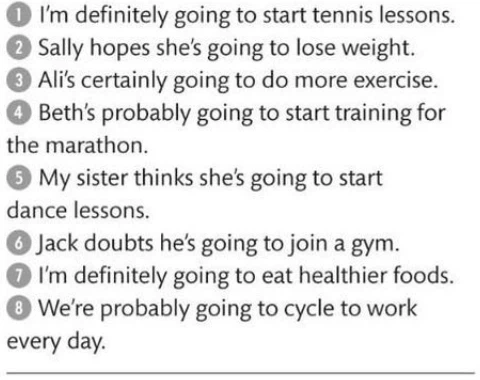 1 I'm definitely going to start tennis lessons.
2 Sally hopes she's going to lose weight.
3 Ali's certainly going to do more exercise.
4 Beth's probably going to start training for
the marathon.
5 My sister thinks she's going to start
dance lessons.
6 Jack doubts he's going to join a gym.
7 I'm definitely going to eat healthier foods.
8 We're probably going to cycle to work
every day.